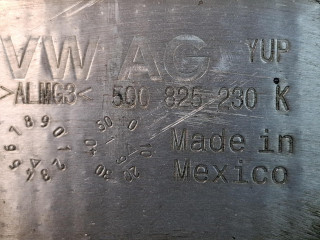 VW AG YUP
>ALMG3< 5Q0 825 230 K
Made in
Mexico